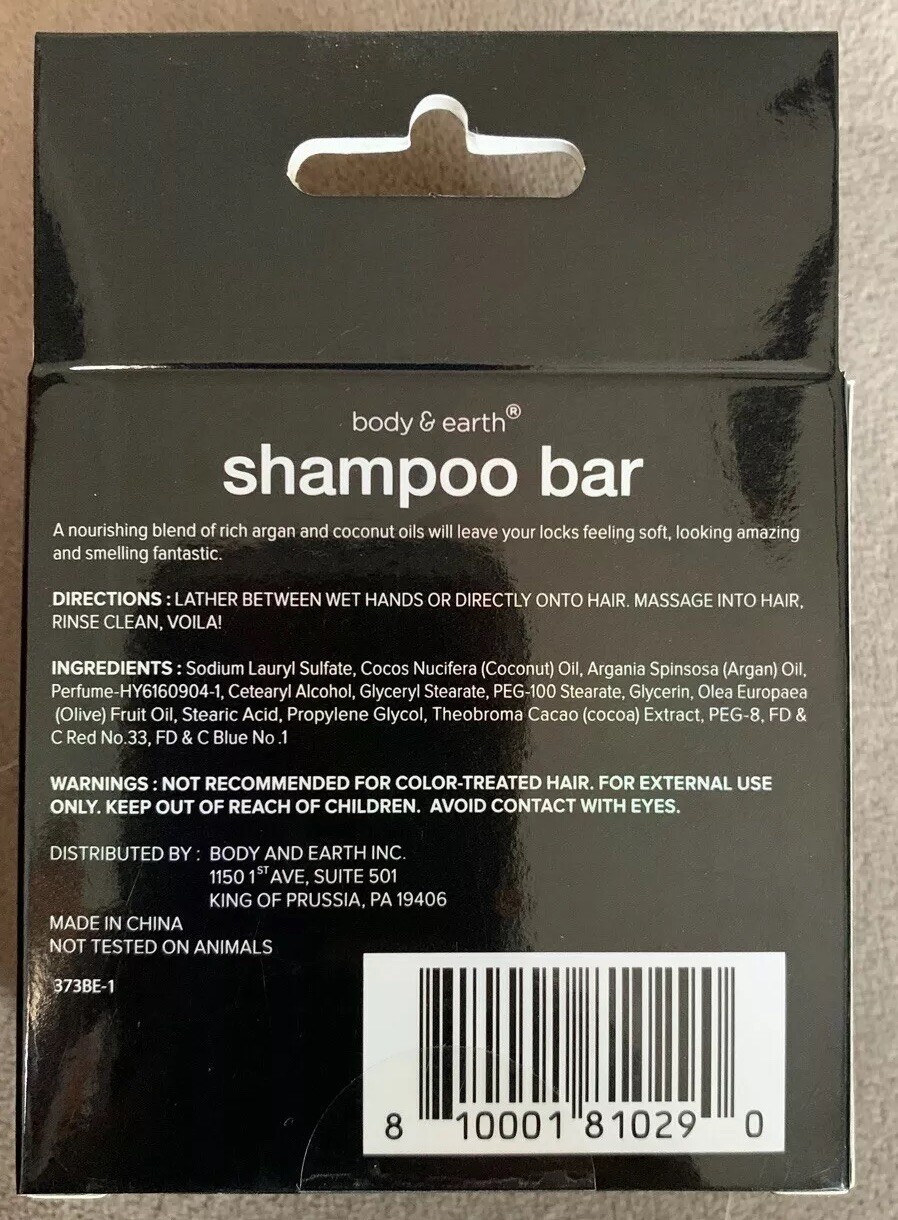 body & earth®
shampoo bar
A nourishing blend of rich argan and coconut oils will leave your locks feeling soft, looking amazing
and smelling fantastic.
DIRECTIONS : LATHER BETWEEN WET HANDS OR DIRECTLY ONTO HAIR. MASSAGE INTO HAIR,
RINSE CLEAN, VOILA!
INGREDIENTS : Sodium Lauryl Sulfate, Cocos Nucifera (Coconut) Oil, Argania Spinsosa (Argan) Oil,
Perfume-HY6160904-1, Cetearyl Alcohol, Glyceryl Stearate, PEG-100 Stearate, Glycerin, Olea Europaea
(Olive) Fruit Oil, Stearic Acid, Propylene Glycol, Theobroma Cacao (cocoa) Extract, PEG-8, FD &
C Red No.33, FD & C Blue No .1
WARNINGS : NOT RECOMMENDED FOR COLOR-TREATED HAIR. FOR EXTERNAL USE
ONLY. KEEP OUT OF REACH OF CHILDREN. AVOID CONTACT WITH EYES.
DISTRIBUTED BY : BODY AND EARTH INC.
1150 1ST AVE, SUITE 501
KING OF PRUSSIA, PA 19406
MADE IN CHINA
NOT TESTED ON ANIMALS
373BE-1
8 10001 81029 0